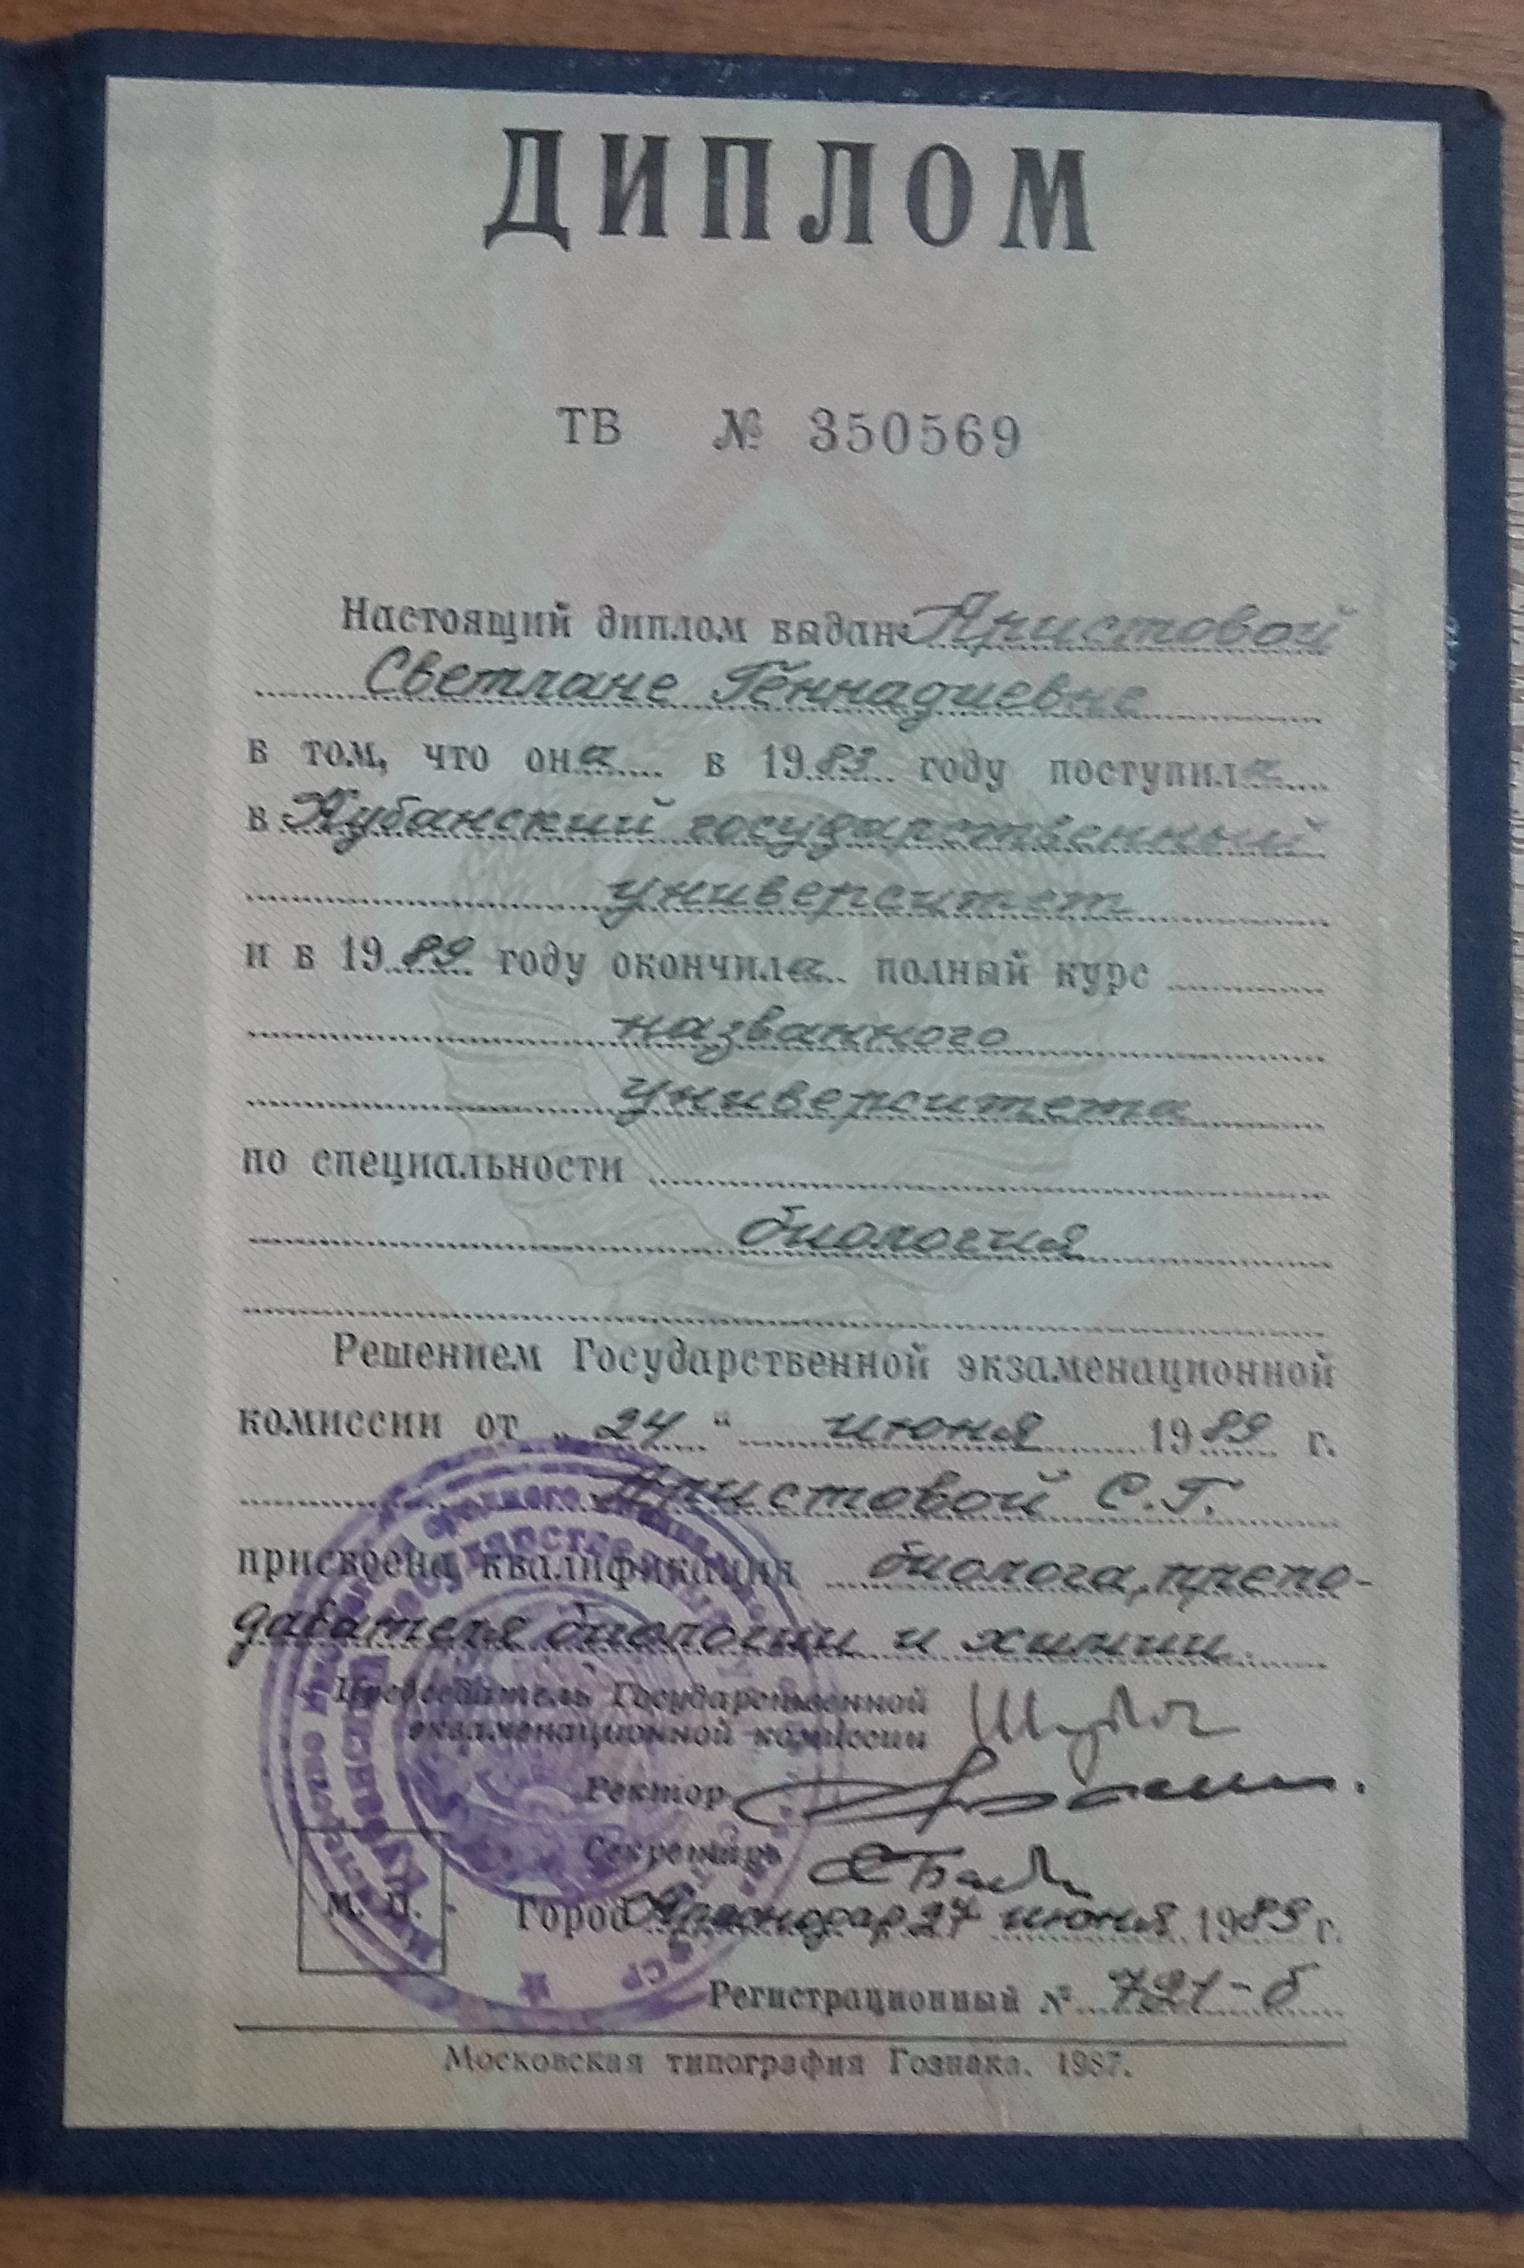 ДИПЛОМ
ТВ № 350569
Настоящий диплом выдан Аристовой
Светлане Геннадиевне
в том, что она в 1983 году поступила
в Кубанский государственный
университет
и в 1989 году окончила полный курс
названного
университета
по специальности
биология
Решением Государственной экзаменационной
комиссии от „24“ июня 1989 г.
Аристовой С.Г.
присвоена квалификация биолога, препо-
давателя биологии и химии.
Председатель Государственной
экзаменационной комиссии
Ректор
Секретарь
М. П. Город Краснодар 27 июня 1989 г.
Регистрационный № 721-б
Московская типография Гознака. 1987.